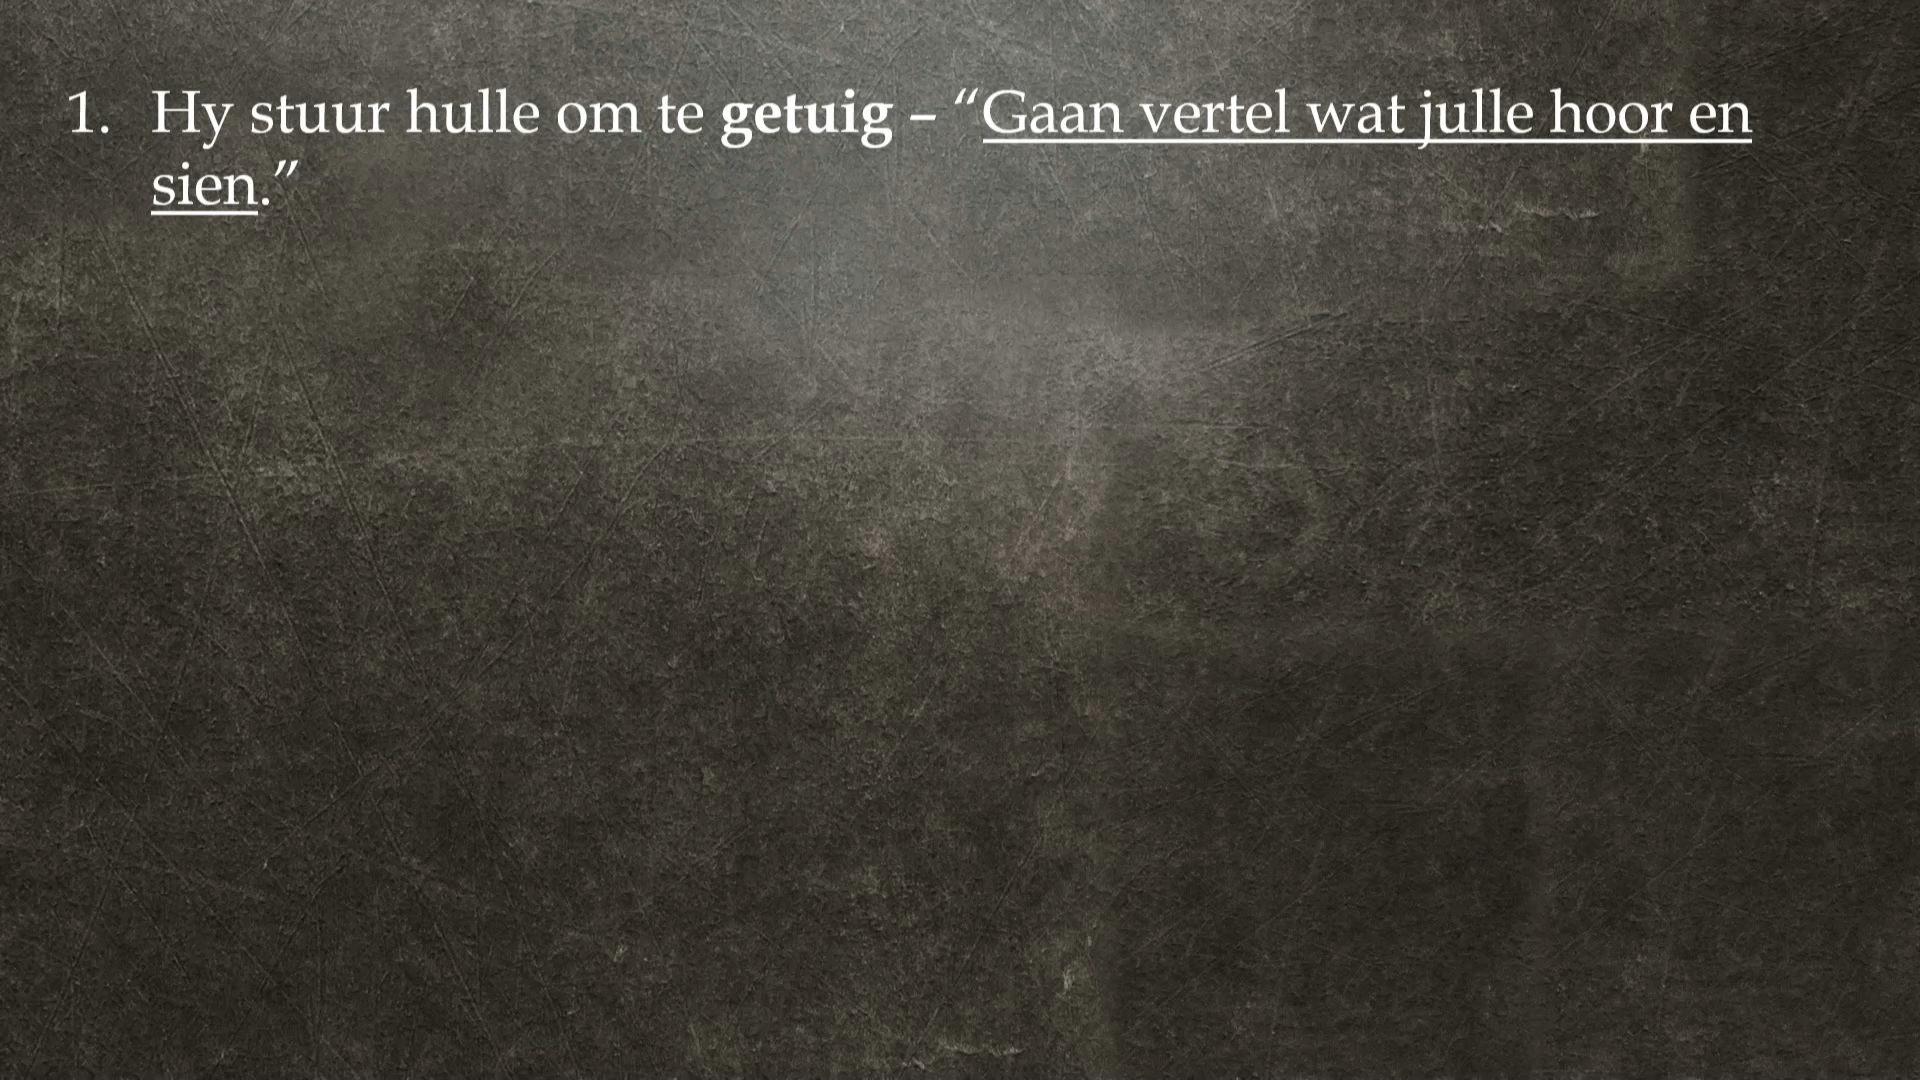 1. Hy stuur hulle om te getuig – “Gaan vertel wat julle hoor en
sien.”